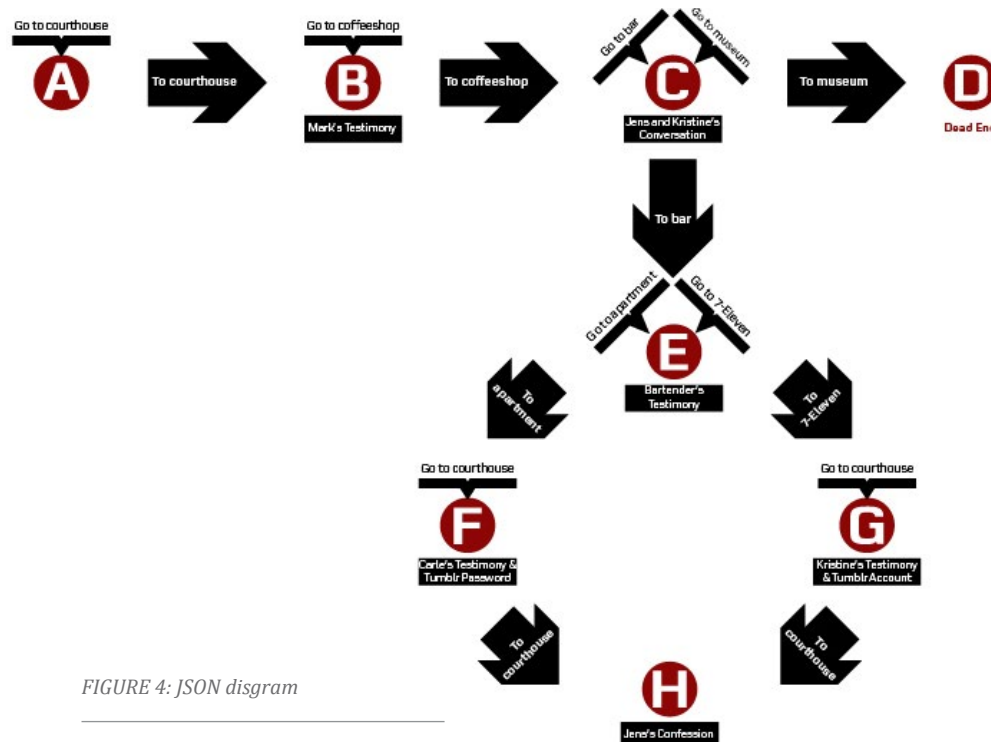 Go to courthouse
A
To courthouse
Go to coffeeshop
B
Mark's Testimony
To coffeeshop
Go to bar
Go to museum
C
Jens and Kristine's
Conversation
To museum
D
Dead End
To bar
Go to apartment
Go to 7-Eleven
E
Bartender's
Testimony
To
apartment
To
7-Eleven
Go to courthouse
F
Carle's Testimony &
Tumblr Password
Go to courthouse
G
Kristine's Testimony
& Tumblr Account
To
courthouse
To
courthouse
H
Jens's Confession
FIGURE 4: JSON disgram